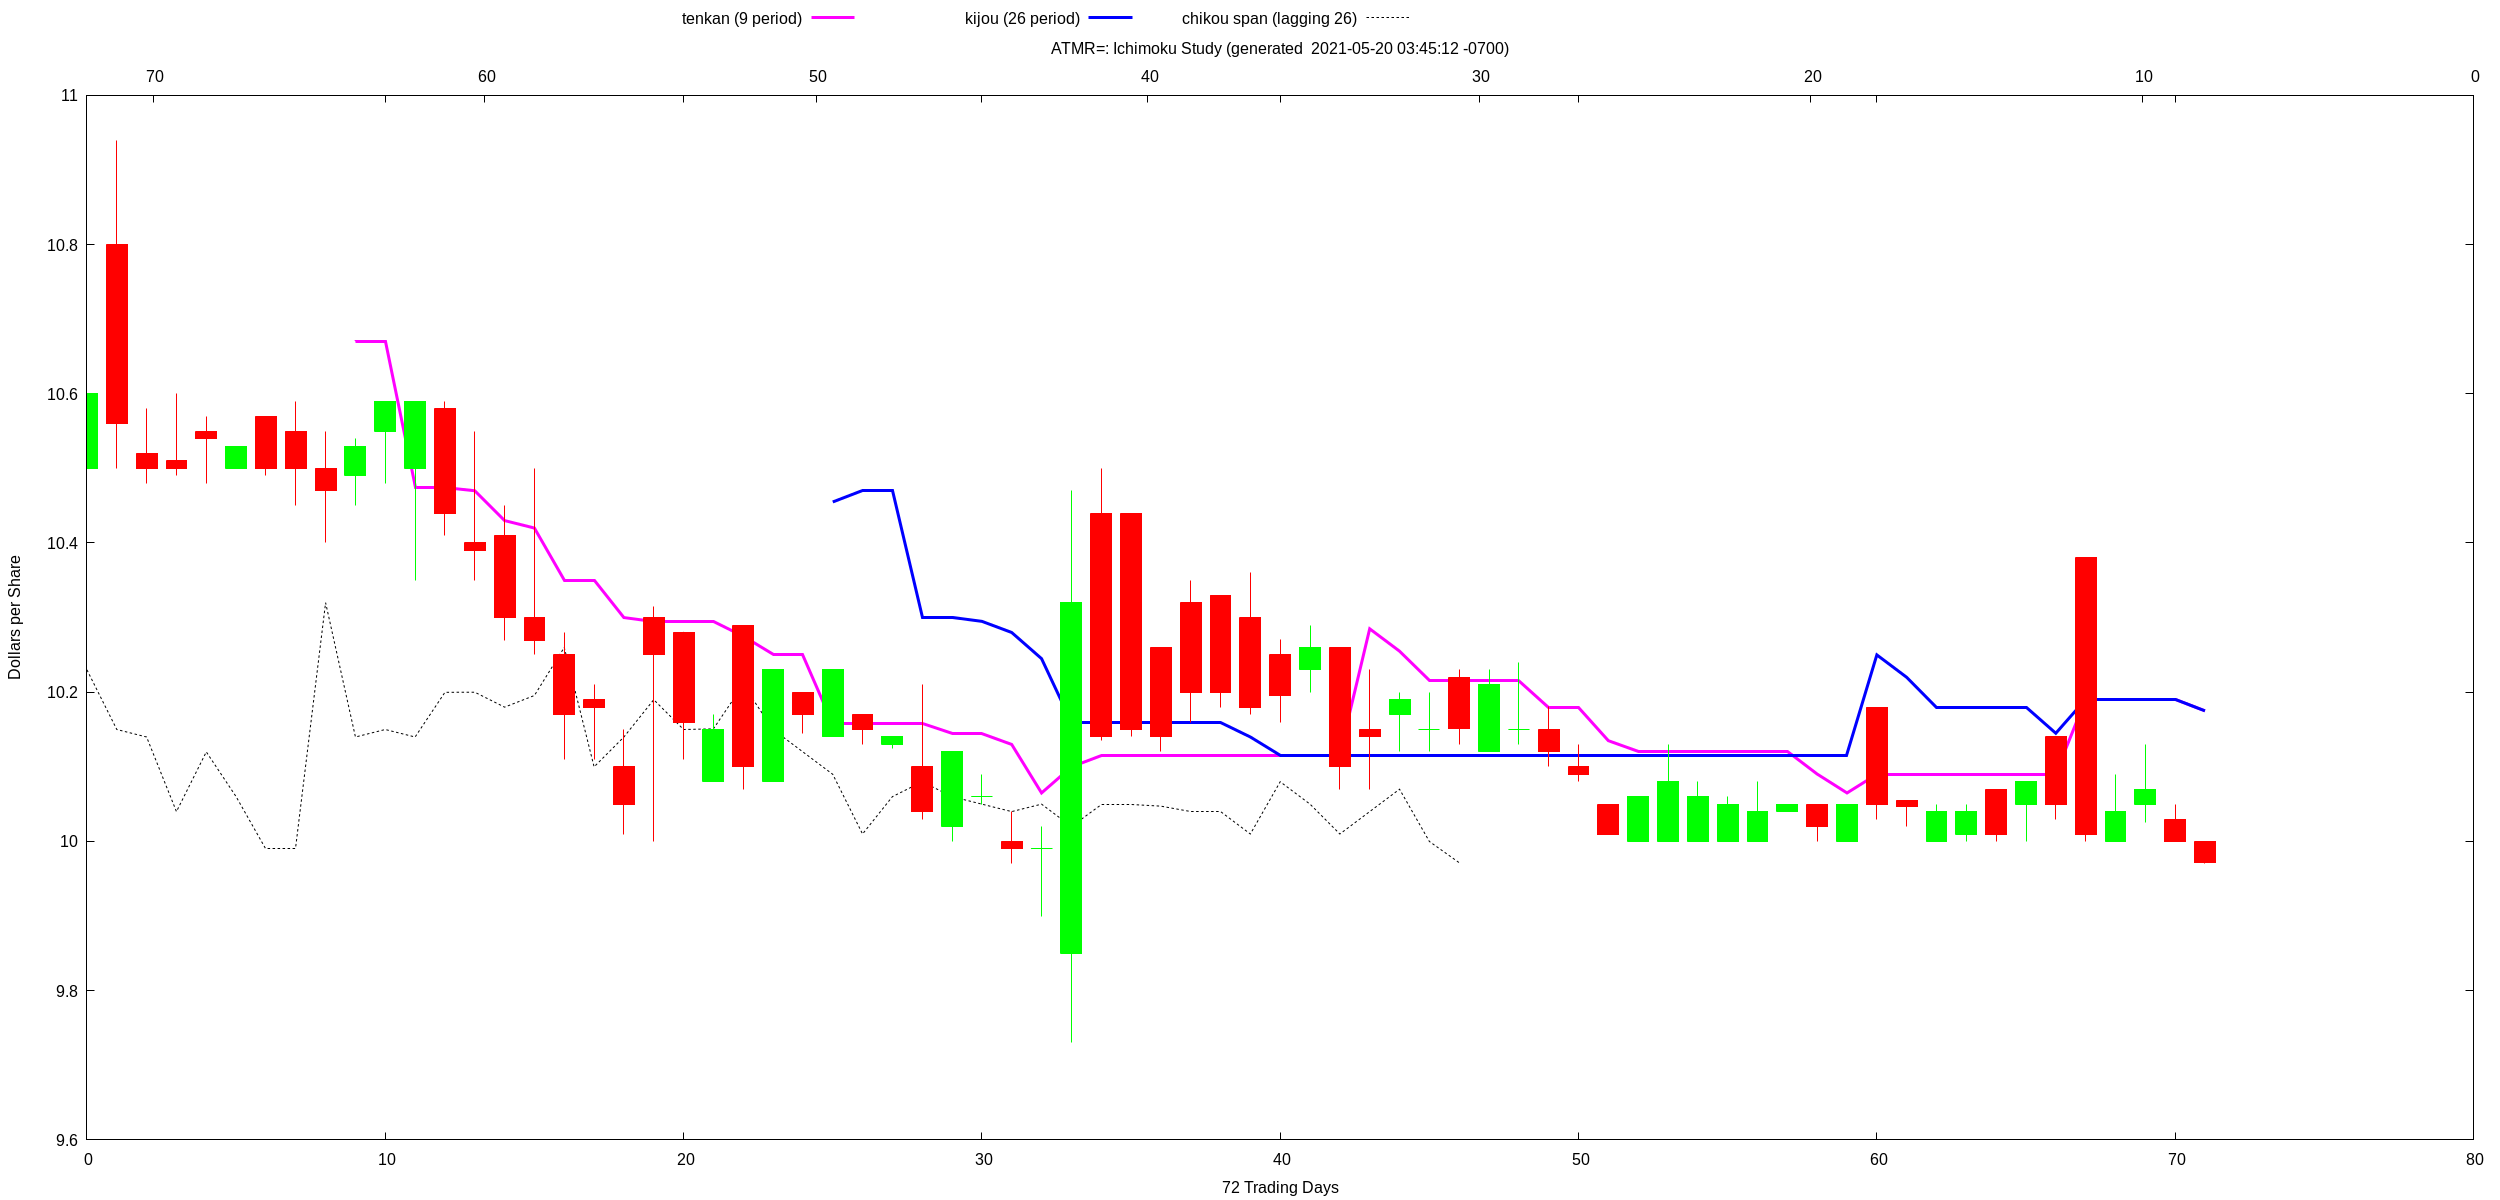 tenkan (9 period) kijou (26 period) chikou span (lagging 26)
ATMR=: Ichimoku Study (generated  2021-05-20 03:45:12 -0700)
70 60 50 40 30 20 10 0
11
10.8
10.6
10.4
10.2
10
9.8
9.6
Dollars per Share
0 10 20 30 40 50 60 70 80
72 Trading Days